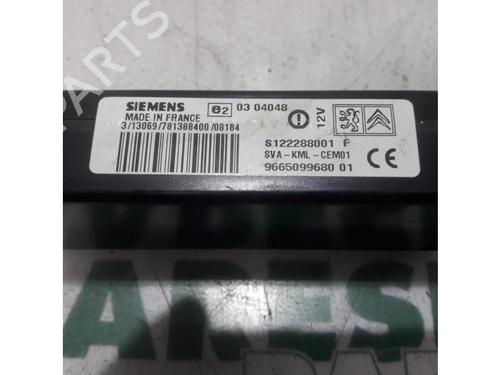 SIEMENS
MADE IN FRANCE
e2 03 04048
12V
3/13069/781388400/08184
S122288001 F
SVA-KML-CEM01
9665099680 01
CE
PARTS